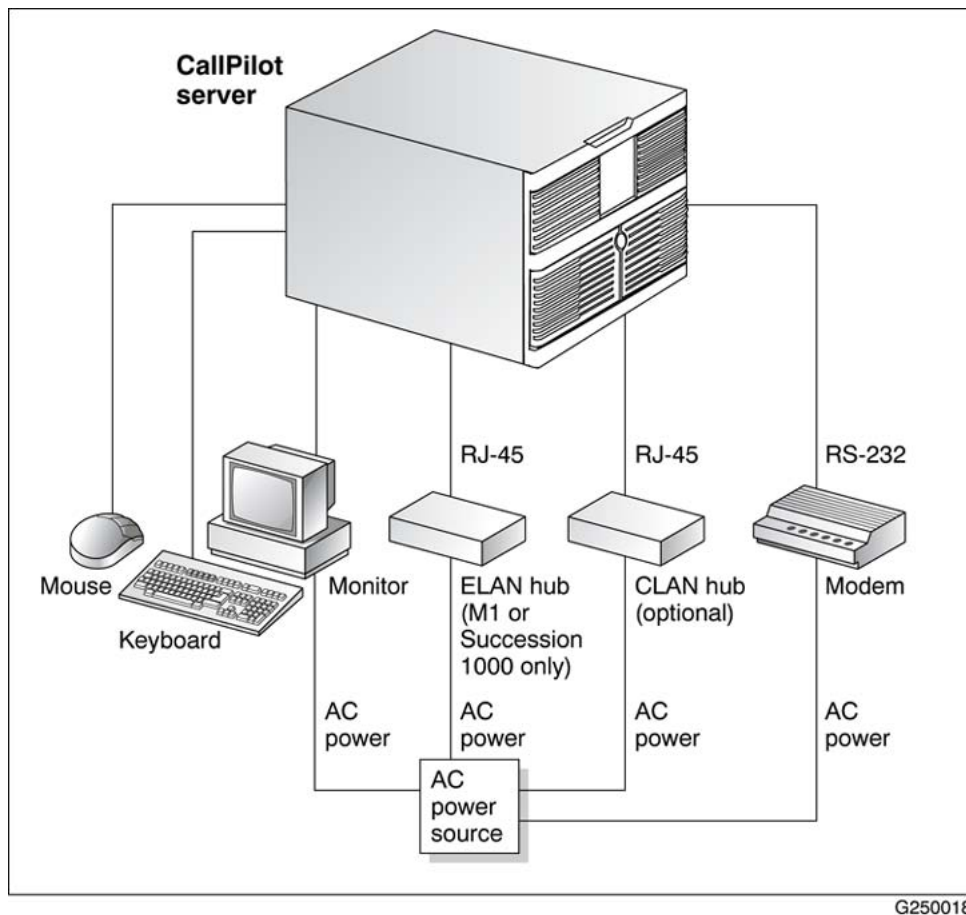 CallPilot
server
RJ-45
RJ-45
RS-232
Mouse
Keyboard
Monitor
ELAN hub
(M1 or
Succession
1000 only)
CLAN hub
(optional)
Modem
AC
power
AC
power
AC
power
AC
power
AC
power
source
G250018